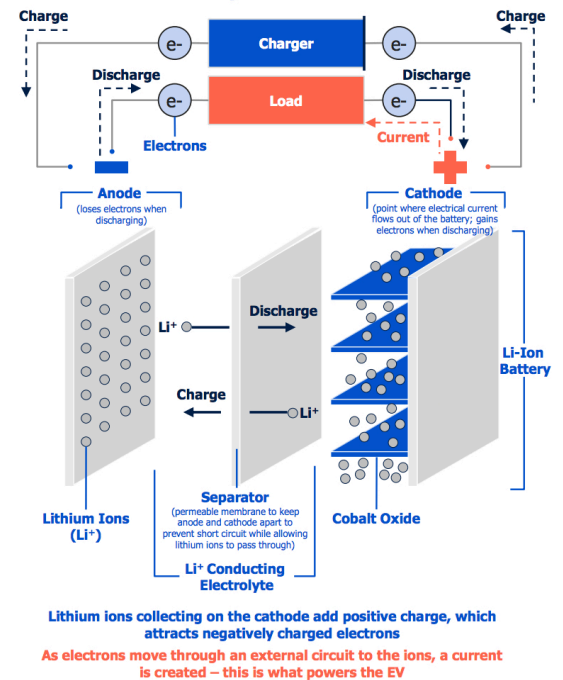 Charge
Charge
e-
Charger
e-
Discharge
Discharge
e-
Load
e-
Current
Electrons
Anode
(loses electrons when
discharging)
Cathode
(point where electrical current
flows out of the battery; gains
electrons when discharging)
Li+
Discharge
Li-Ion
Battery
Charge
Li+
Lithium Ions
(Li+)
Separator
(permeable membrane to keep
anode and cathode apart to
prevent short circuit while allowing
lithium ions to pass through)
Cobalt Oxide
Li+ Conducting
Electrolyte
Lithium ions collecting on the cathode add positive charge, which
attracts negatively charged electrons
As electrons move through an external circuit to the ions, a current
is created – this is what powers the EV